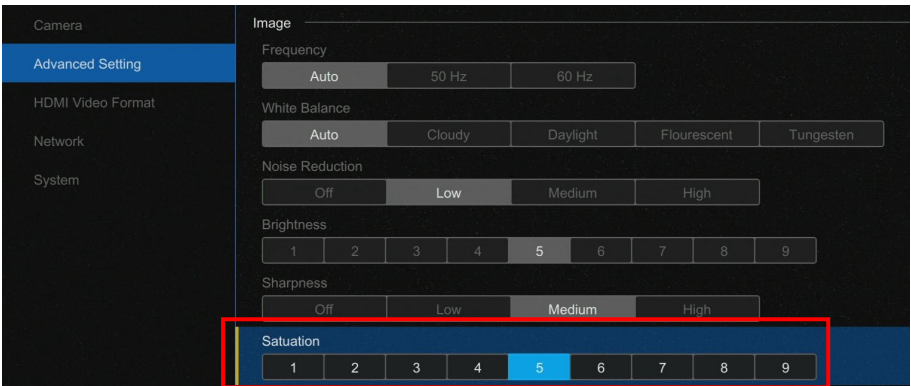 Camera
Advanced Setting
HDMI Video Format
Network
System
Image
Frequency
Auto 50 Hz 60 Hz
White Balance
Auto Cloudy Daylight Flourescent Tungesten
Noise Reduction
Off Low Medium High
Brightness
1 2 3 4 5 6 7 8 9
Sharpness
Off Low Medium High
Satuation
1 2 3 4 5 6 7 8 9